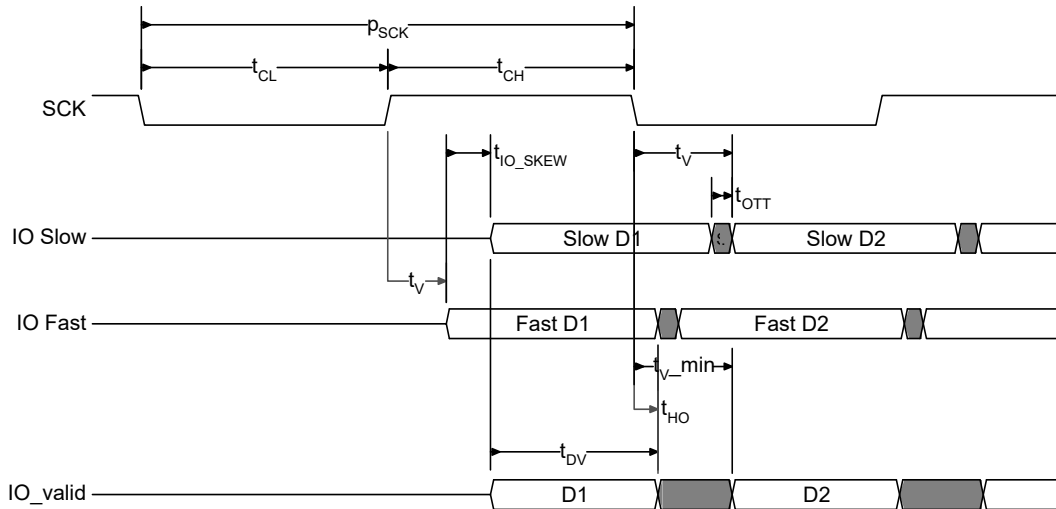 pSCK
tCL tCH
SCK
tIO_SKEW tV
tOTT
IO Slow Slow D1 Slow D2
tV
IO Fast Fast D1 Fast D2
tV_min
tHO
tDV
IO_valid D1 D2